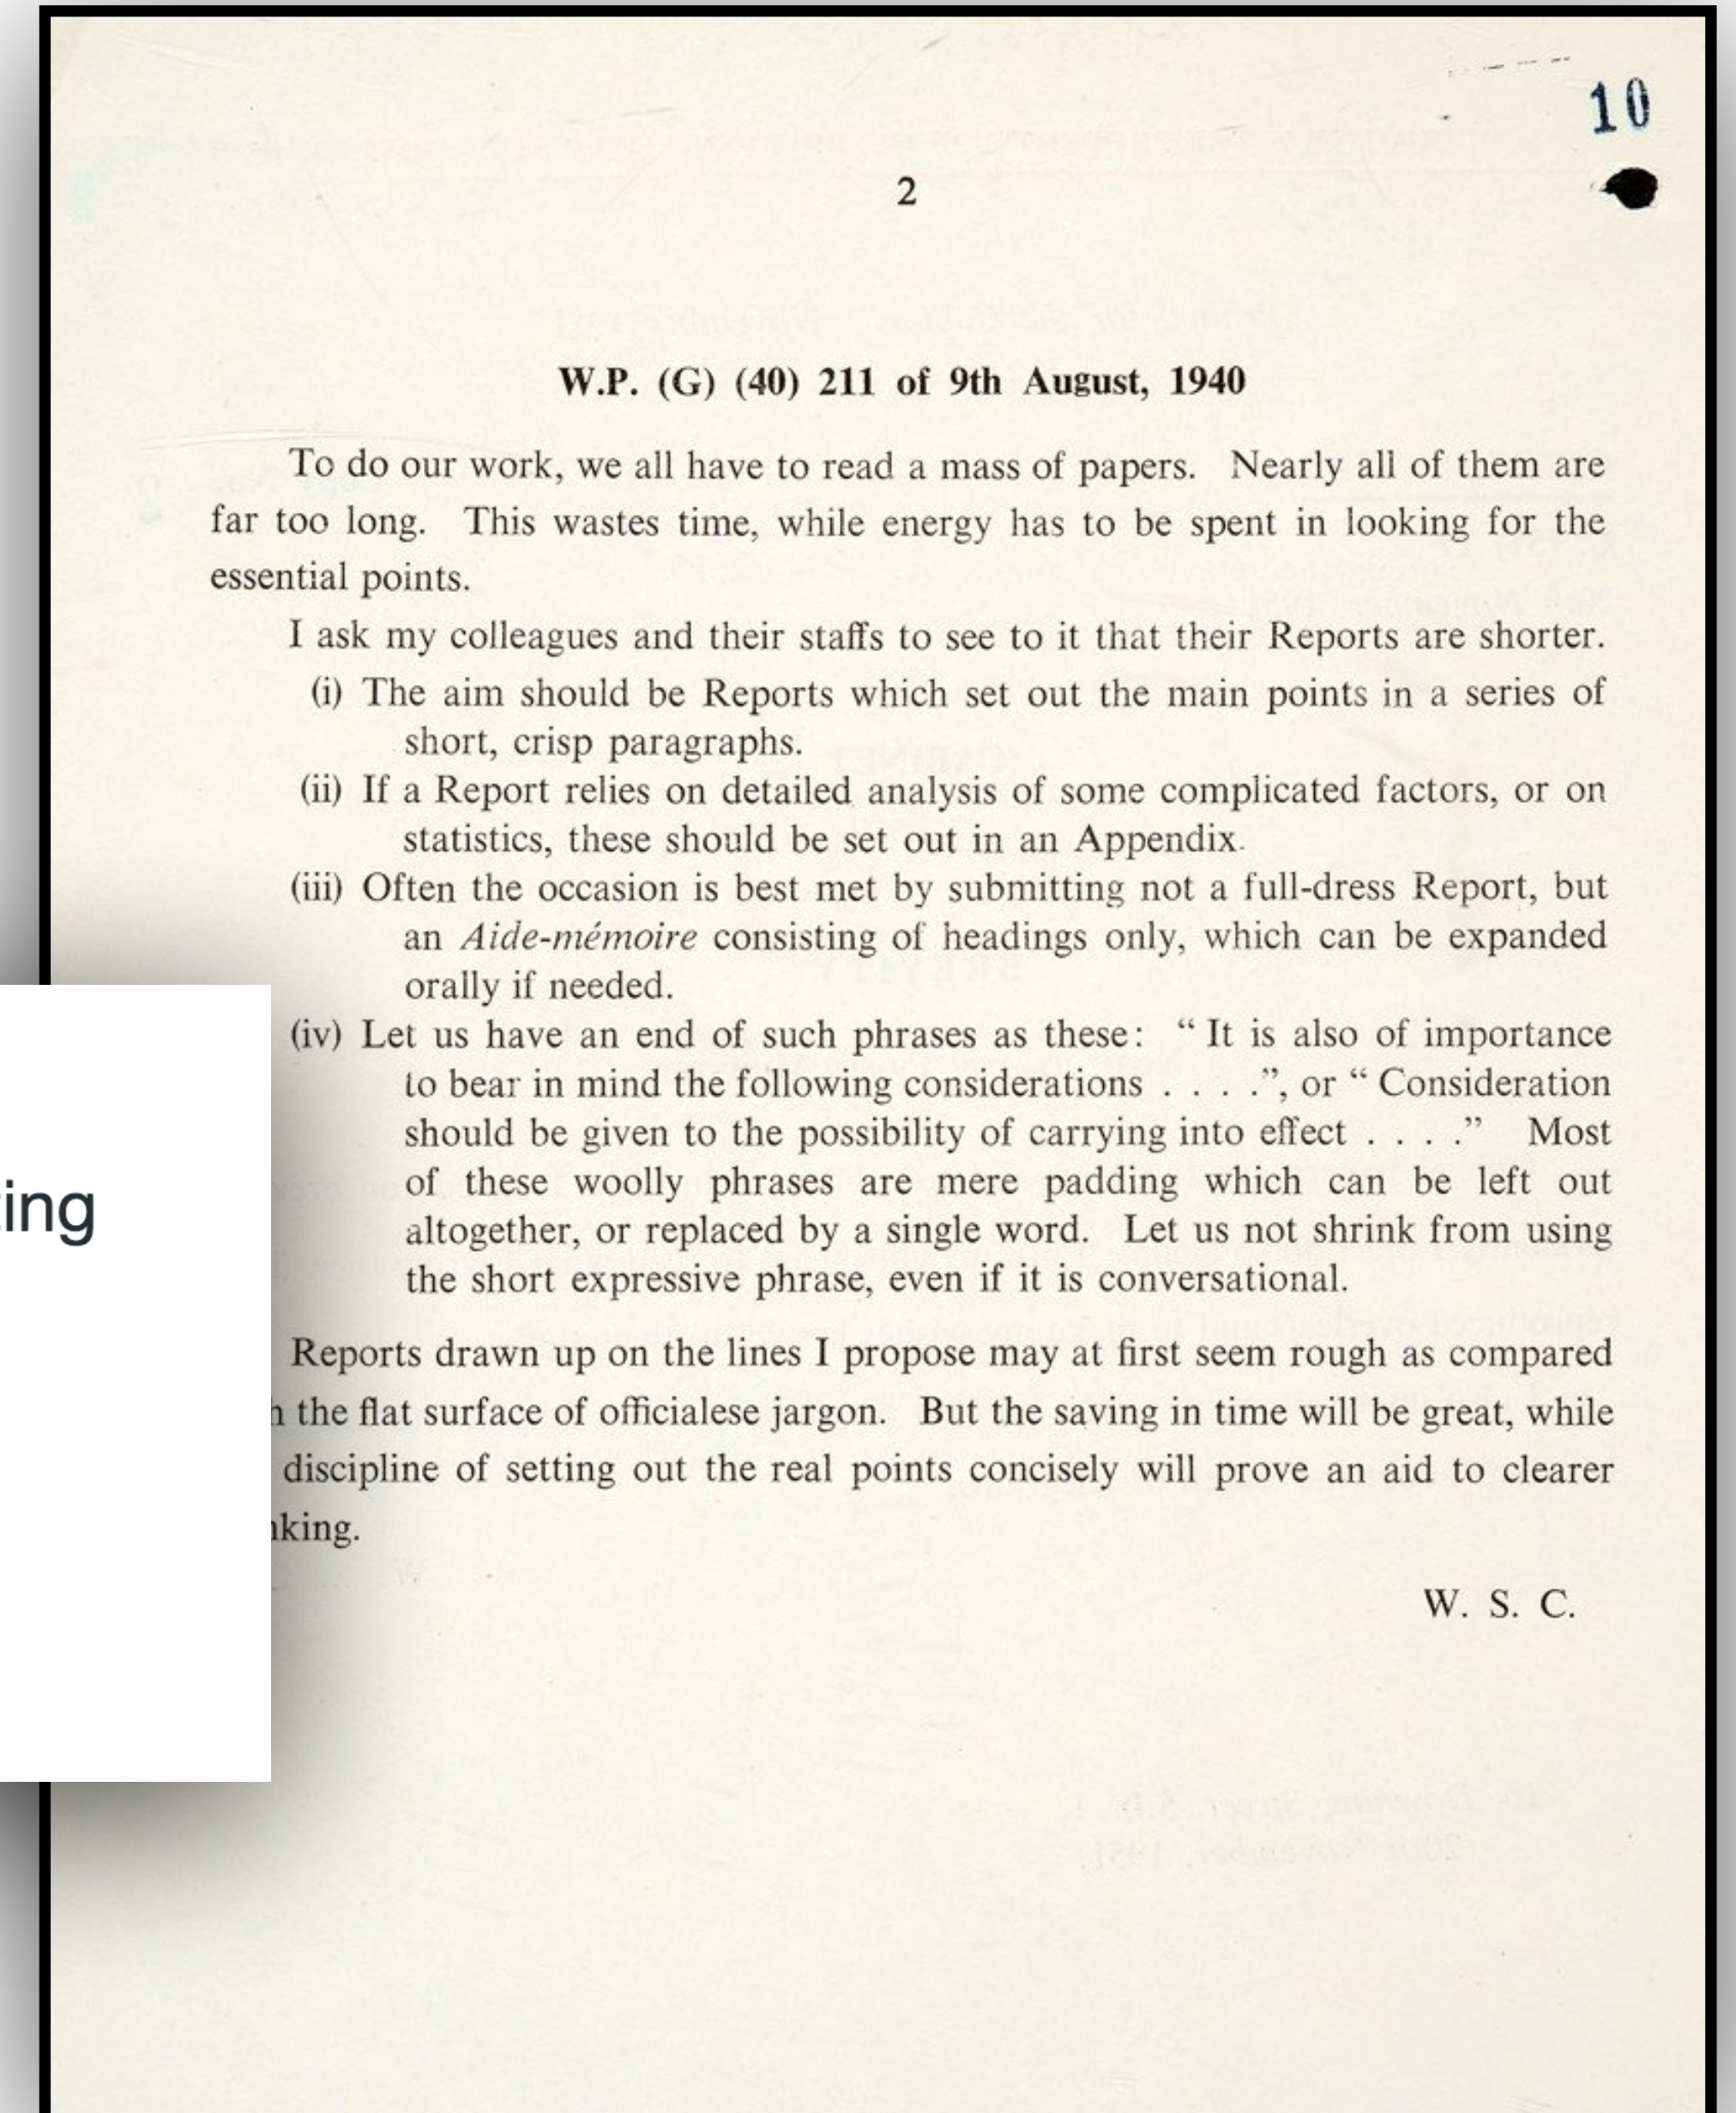 10
2
W.P. (G) (40) 211 of 9th August, 1940
To do our work, we all have to read a mass of papers. Nearly all of them are
far too long. This wastes time, while energy has to be spent in looking for the
essential points.
I ask my colleagues and their staffs to see to it that their Reports are shorter.
(i) The aim should be Reports which set out the main points in a series of
short, crisp paragraphs.
(ii) If a Report relies on detailed analysis of some complicated factors, or on
statistics, these should be set out in an Appendix.
(iii) Often the occasion is best met by submitting not a full-dress Report, but
an Aide-mémoire consisting of headings only, which can be expanded
orally if needed.
(iv) Let us have an end of such phrases as these: “It is also of importance
to bear in mind the following considerations . . . .”, or “Consideration
should be given to the possibility of carrying into effect . . . .” Most
of these woolly phrases are mere padding which can be left out
altogether, or replaced by a single word. Let us not shrink from using
the short expressive phrase, even if it is conversational.
ing
Reports drawn up on the lines I propose may at first seem rough as compared
h the flat surface of officialese jargon. But the saving in time will be great, while
discipline of setting out the real points concisely will prove an aid to clearer
king.
W. S. C.